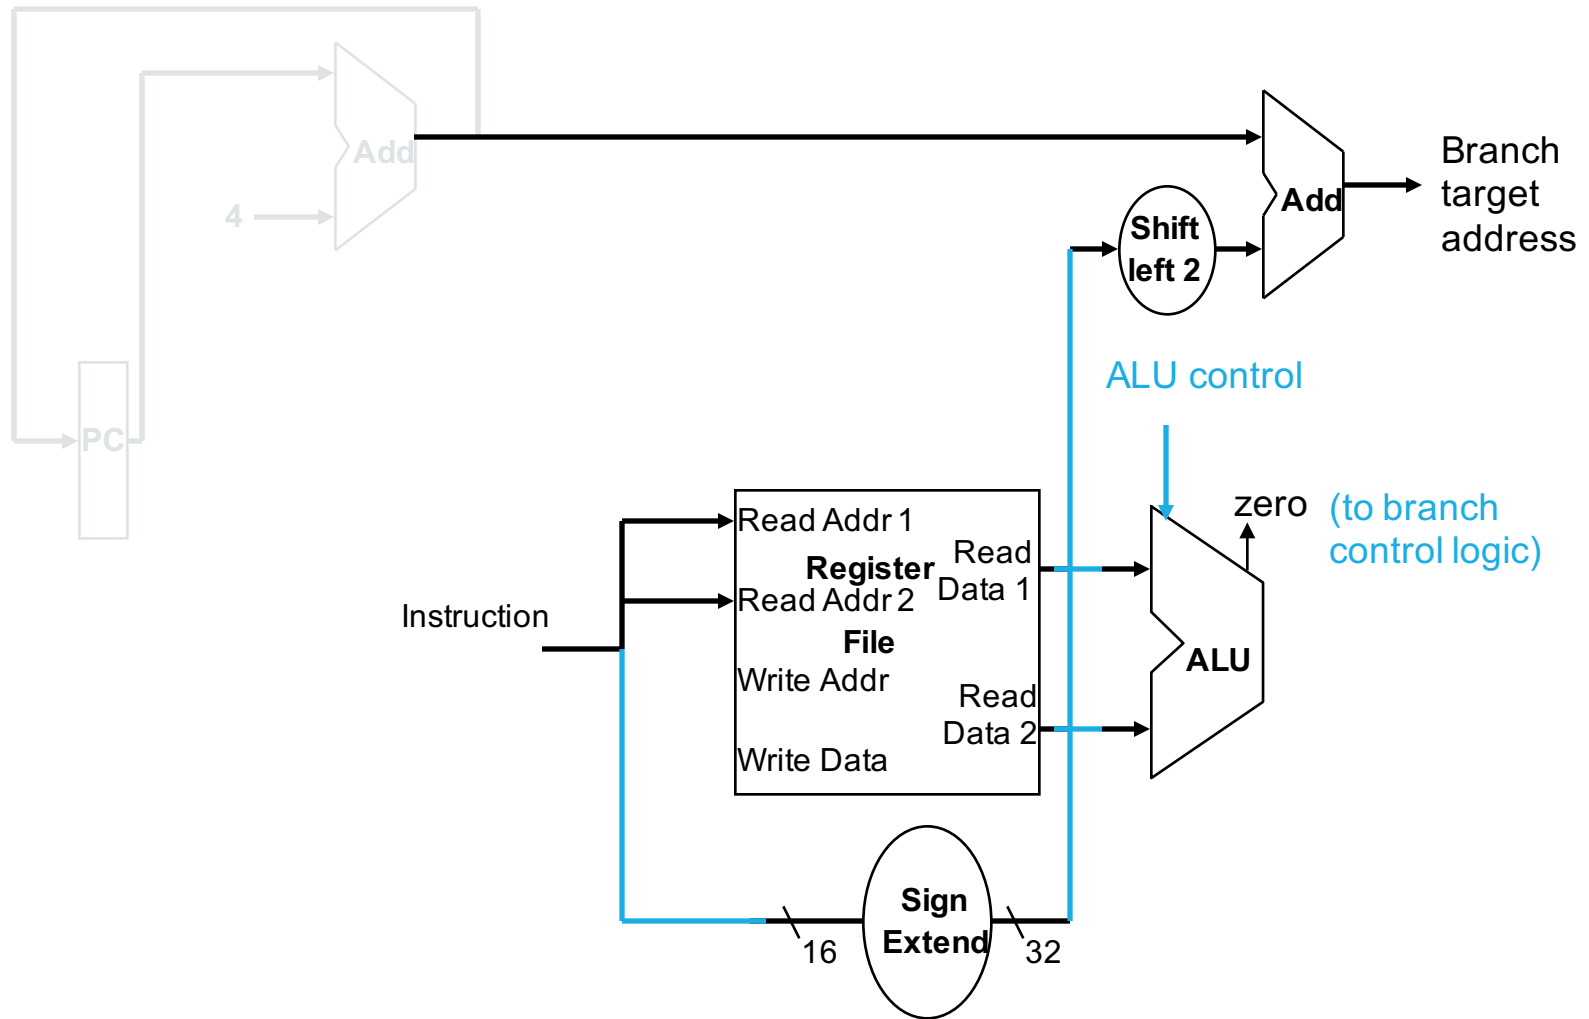 Add
4
PC
Add
Branch
target
address
Shift
left 2
ALU control
Instruction
Read Addr 1
Register
Read Addr 2
File
Write Addr
Write Data
Read
Data 1
Read
Data 2
ALU
zero
(to branch
control logic)
Sign
Extend
16
32